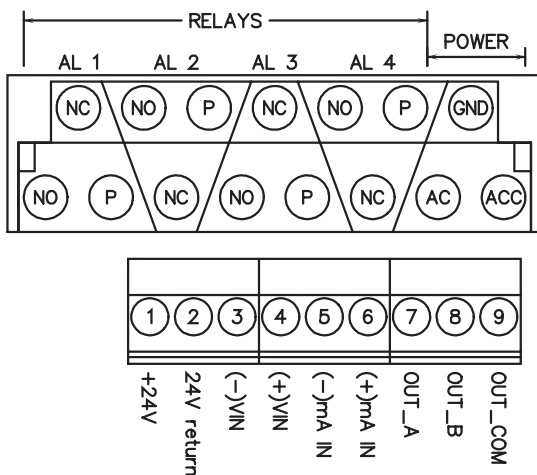 RELAYS
POWER
AL 1 AL 2 AL 3 AL 4
NC NO P NC NO P GND
NO P NC NO P NC AC ACC
1 2 3 4 5 6 7 8 9
+24V
24V return
(-)VIN
(+)VIN
(-)mA IN
(+)mA IN
OUT_A
OUT_B
OUT_COM